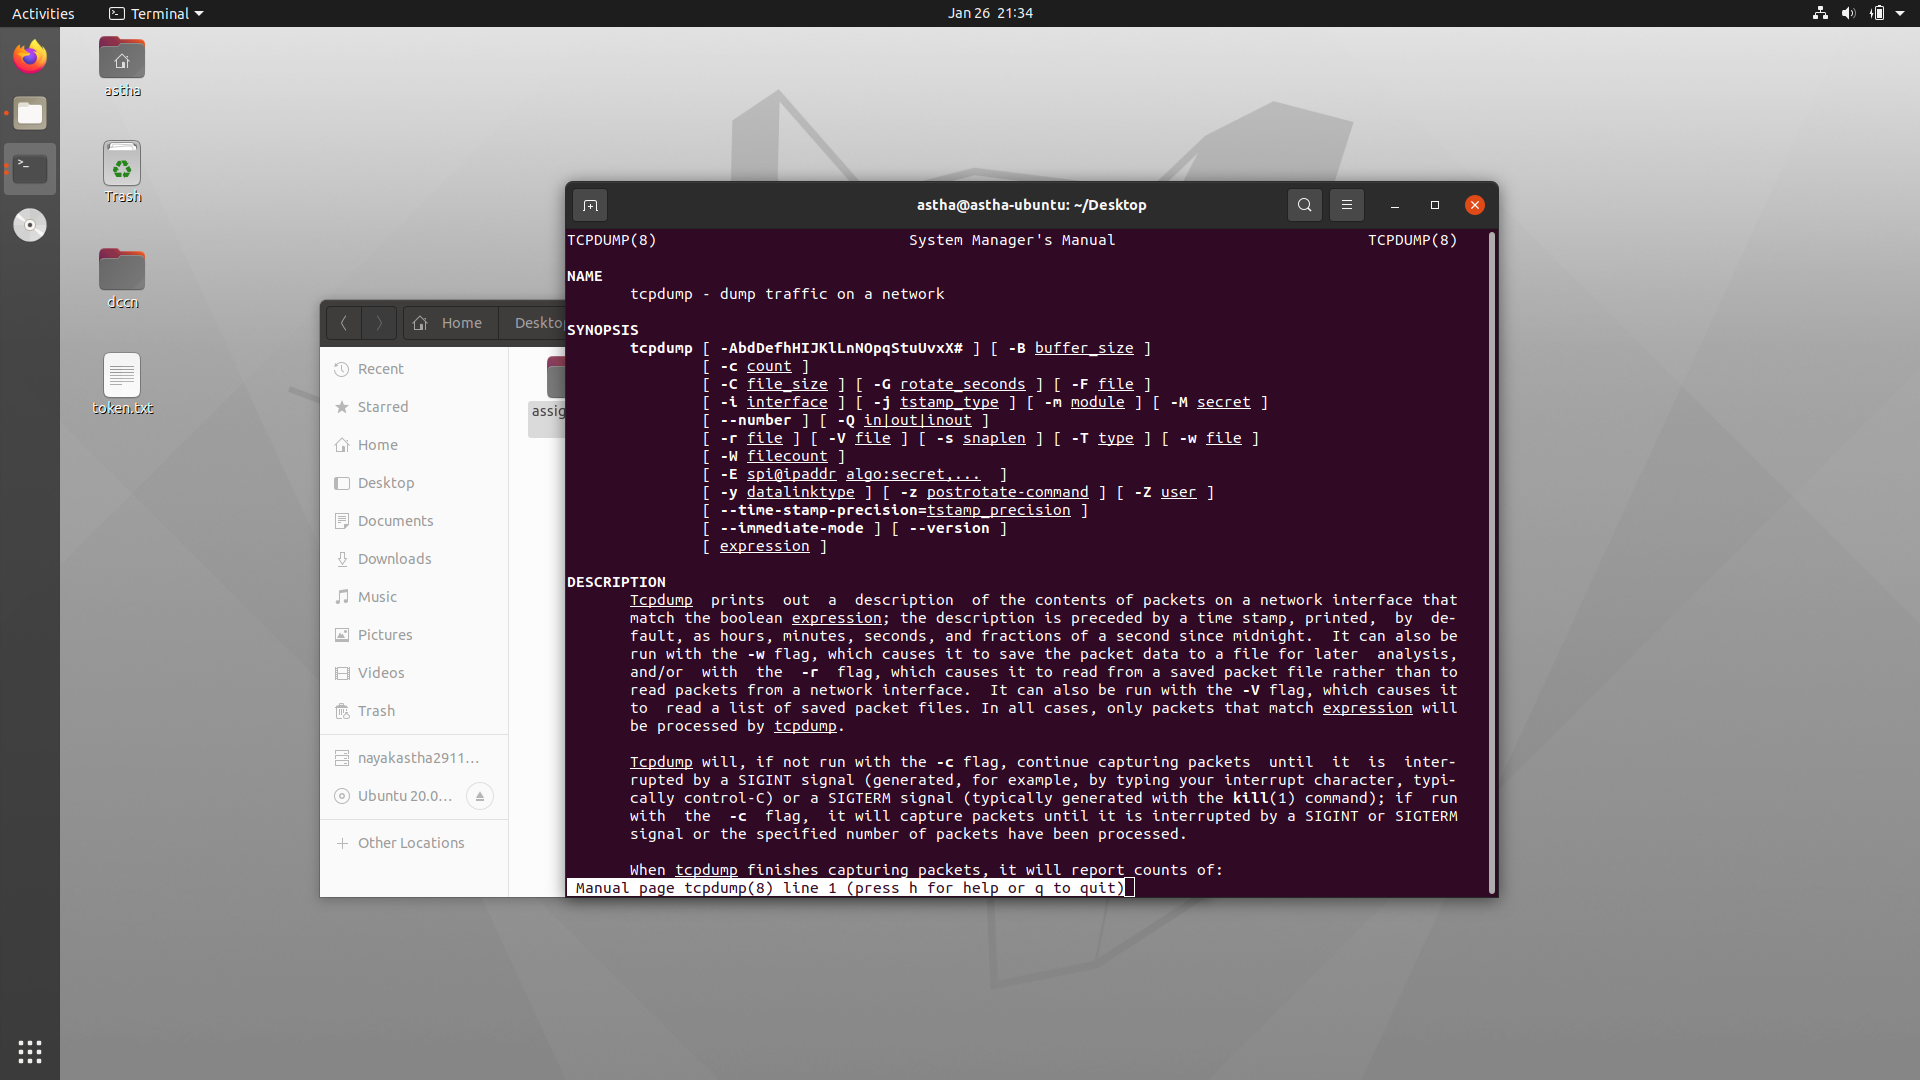 Activities
Terminal
Jan 26 21:34
astha
Trash
dccn
token.txt
Home
Desktop
Recent
Starred
Home
Desktop
Documents
Downloads
Music
Pictures
Videos
Trash
nayakastha2911...
Ubuntu 20.0...
Other Locations
assig
astha@astha-ubuntu: ~/Desktop
TCPDUMP(8) System Manager's Manual TCPDUMP(8)
NAME
tcpdump - dump traffic on a network
SYNOPSIS
tcpdump [ -AbdDefhHIJKlLnNOpqStuUvxX# ] [ -B buffer_size ]
[ -c count ]
[ -C file_size ] [ -G rotate_seconds ] [ -F file ]
[ -i interface ] [ -j tstamp_type ] [ -m module ] [ -M secret ]
[ --number ] [ -Q in|out|inout ]
[ -r file ] [ -V file ] [ -s snaplen ] [ -T type ] [ -w file ]
[ -W filecount ]
[ -E spi@ipaddr algo:secret,... ]
[ -y datalinktype ] [ -z postrotate-command ] [ -Z user ]
[ --time-stamp-precision=tstamp_precision ]
[ --immediate-mode ] [ --version ]
[ expression ]
DESCRIPTION
Tcpdump prints out a description of the contents of packets on a network interface that
match the boolean expression; the description is preceded by a time stamp, printed, by de-
fault, as hours, minutes, seconds, and fractions of a second since midnight. It can also be
run with the -w flag, which causes it to save the packet data to a file for later analysis,
and/or with the -r flag, which causes it to read from a saved packet file rather than to
read packets from a network interface. It can also be run with the -V flag, which causes it
to read a list of saved packet files. In all cases, only packets that match expression will
be processed by tcpdump.
Tcpdump will, if not run with the -c flag, continue capturing packets until it is inter-
rupted by a SIGINT signal (generated, for example, by typing your interrupt character, typi-
cally control-C) or a SIGTERM signal (typically generated with the kill(1) command); if run
with the -c flag, it will capture packets until it is interrupted by a SIGINT or SIGTERM
signal or the specified number of packets have been processed.
When tcpdump finishes capturing packets, it will report counts of:
Manual page tcpdump(8) line 1 (press h for help or q to quit)